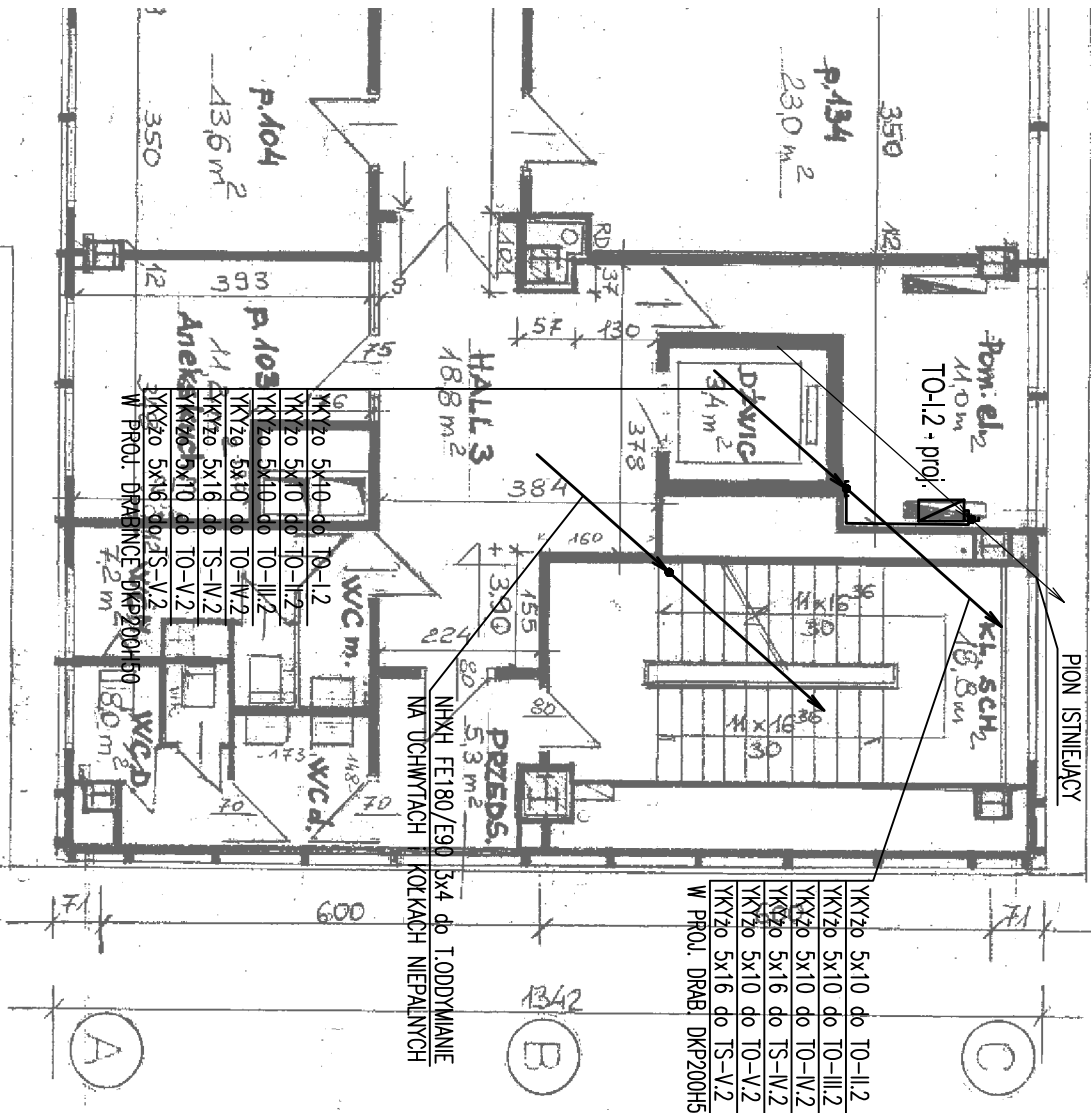 p.104
13,6 m²
350
p.134
23,0 m²
350
12
12
393
9
101
RD
37
57
130
75
p.103
HALL 3
18.8 m²
DŹWIG
3,4 m²
378
384
Pom. el.
11,0m²
TO-I.2 - proj
YKYżo 5x10 do TO-I.2
YKYżo 5x10 do TO-II.2
YKYżo 5x10 do TO-III.2
YKYżo 5x10 do TO-IV.2
YKYżo 5x16 do TS-IV.2
YKYżo 5x10 do TO-V.2
YKYżo 5x16 do TS-V.2
W PROJ. DRABINCE DKP200H50
160
155
3.90
224
80
80
7,2 m
W/C m.
W/C D
W/C d.
173
148
70
70
PRZEDS.
5,3 m²
11x16
36
30
11x16
36
30
KL. SCH
18,8 m
PION ISTNIEJĄCY
NHXH FE180/E90 3x4 do T.ODDYMIANIE
NA UCHWYTACH I KOŁKACH NIEPALNYCH
YKYżo 5x10 do TO-II.2
YKYżo 5x10 do TO-III.2
YKYżo 5x10 do TO-IV.2
YKYżo 5x16 do TS-IV.2
YKYżo 5x10 do TO-V.2
YKYżo 5x16 do TS-V.2
W PROJ. DRAB. DKP200H5
71
600
600
71
1342
A
B
C